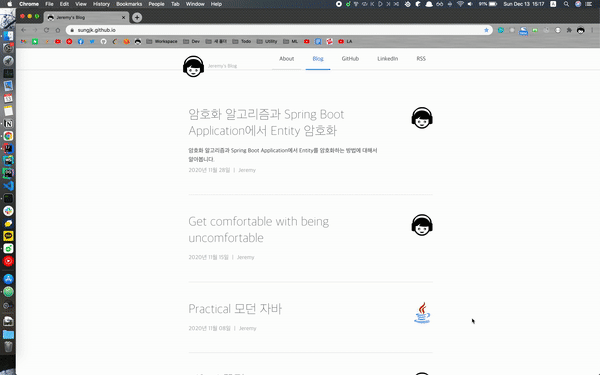 Chrome File Edit View History Bookmarks People Tab Window Help
91% Sun Dec 13 15:17
Jeremy's Blog
sungjk.github.io
Workspace Dev 새 폴더 Todo Utility ML LA
Jeremy's Blog
About Blog GitHub LinkedIn RSS
암호화 알고리즘과 Spring Boot
Application에서 Entity 암호화
암호화 알고리즘과 Spring Boot Application에서 Entity를 암호화하는 방법에 대해서
알아봅니다.
2020년 11월 28일 | Jeremy
Get comfortable with being
uncomfortable
2020년 11월 15일 | Jeremy
Practical 모던 자바
2020년 11월 08일 | Jeremy